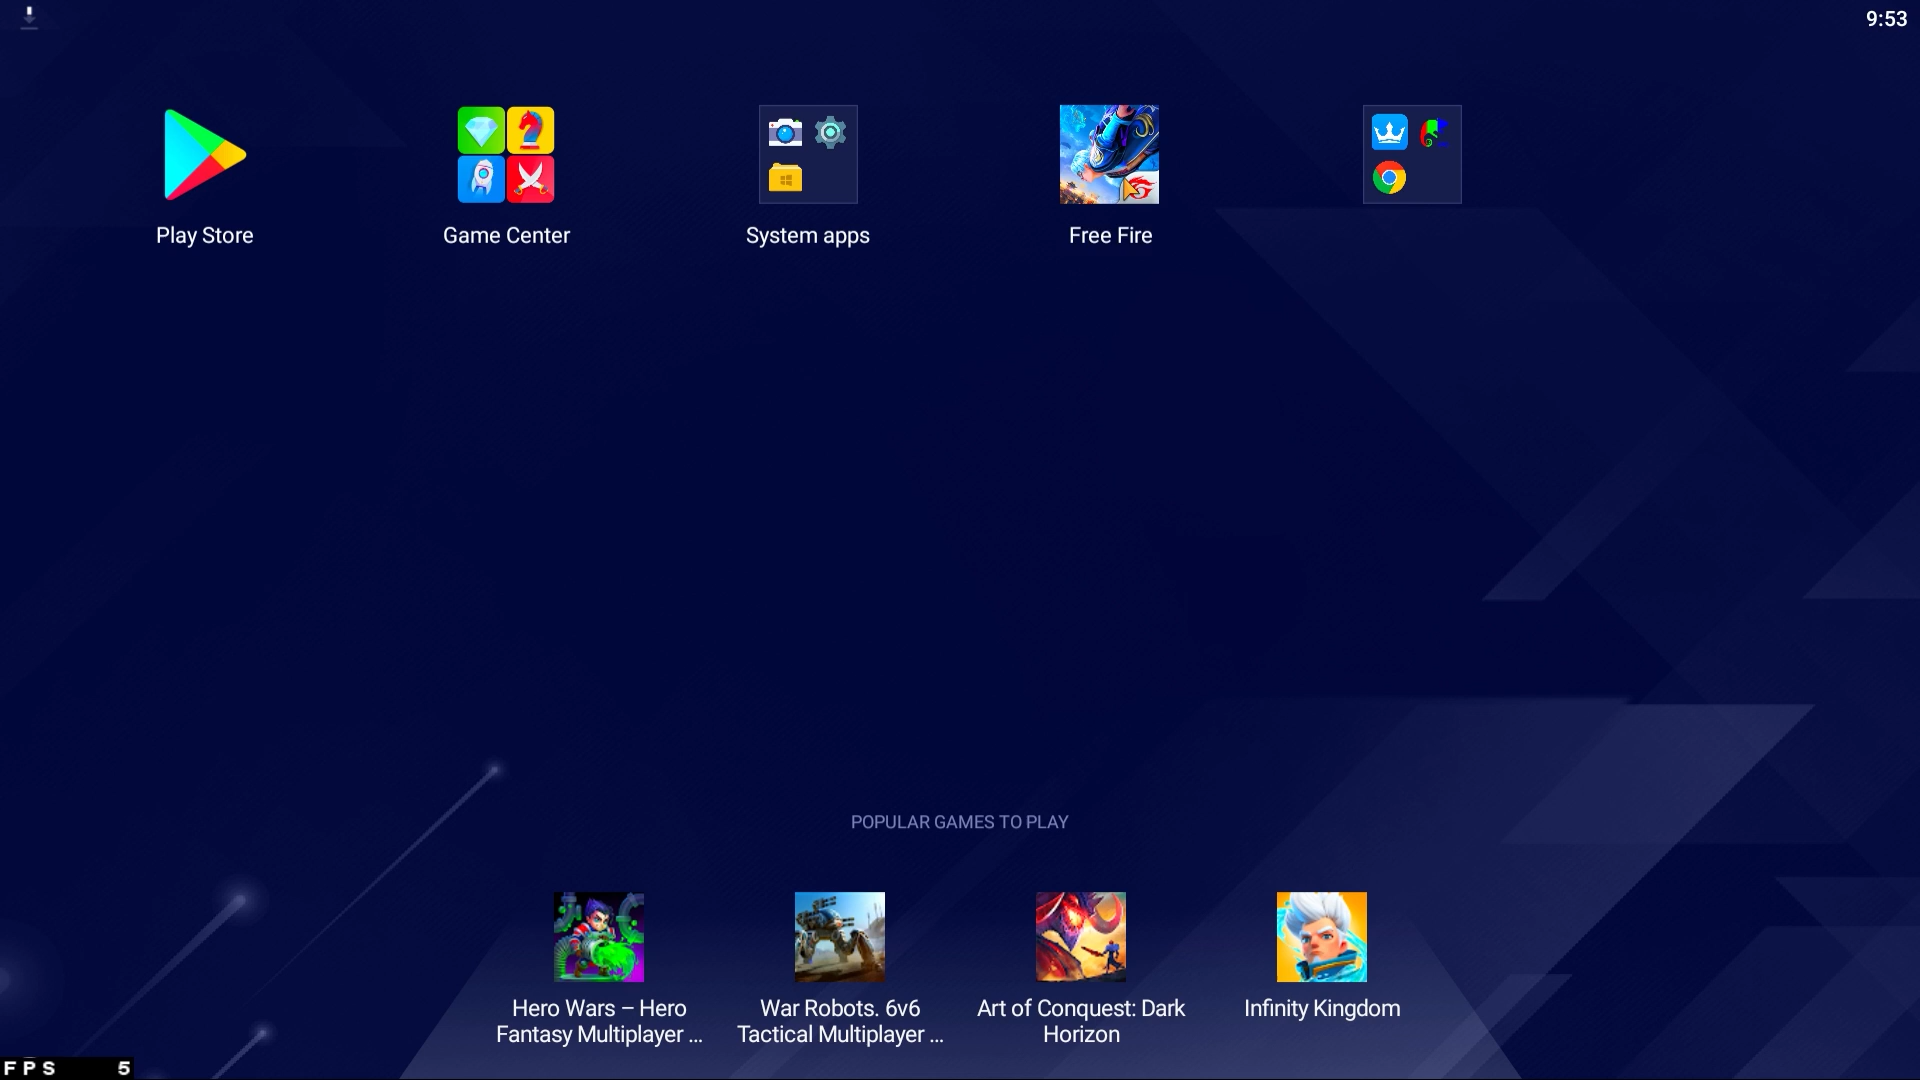 9:53
Play Store
Game Center
System apps
Free Fire
POPULAR GAMES TO PLAY
Hero Wars – Hero
Fantasy Multiplayer ...
War Robots. 6v6
Tactical Multiplayer ...
Art of Conquest: Dark
Horizon
Infinity Kingdom
FPS 5